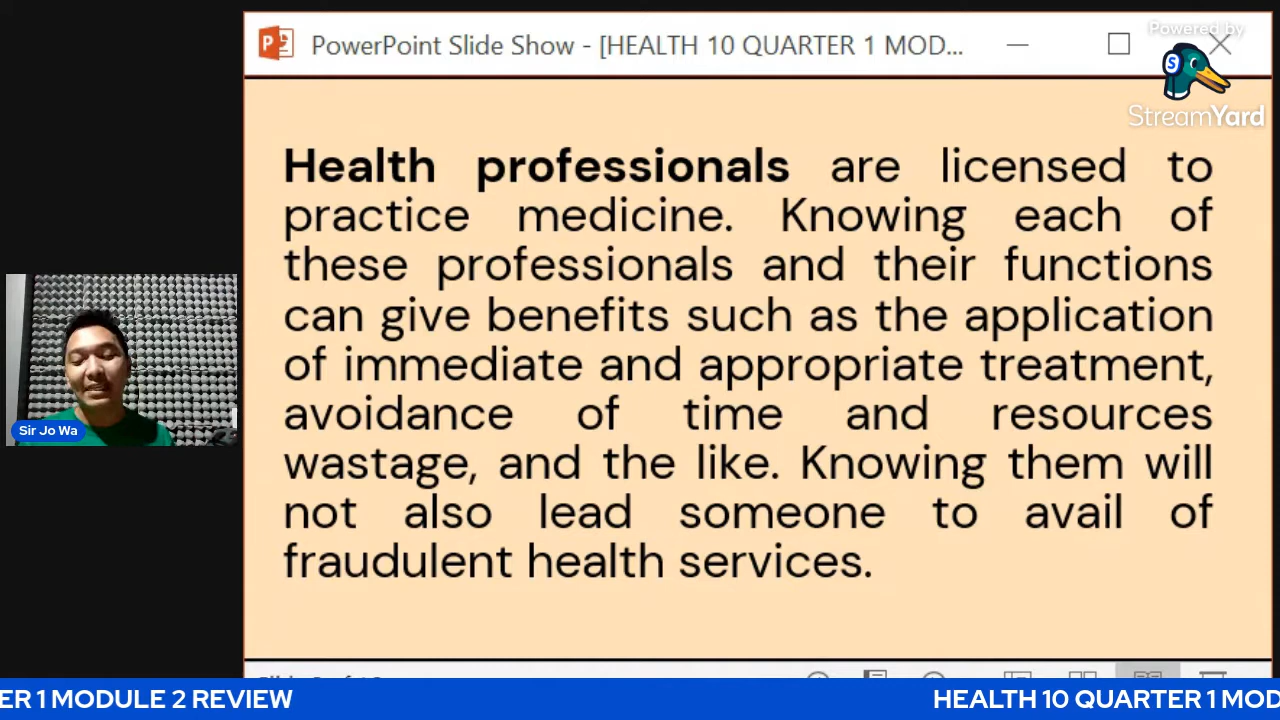 PowerPoint Slide Show - [HEALTH 10 QUARTER 1 MOD...
Powered by
StreamYard
Health professionals are licensed to
practice medicine. Knowing each of
these professionals and their functions
can give benefits such as the application
of immediate and appropriate treatment,
avoidance of time and resources
wastage, and the like. Knowing them will
not also lead someone to avail of
fraudulent health services.
Sir Jo Wa
ER 1 MODULE 2 REVIEW
HEALTH 10 QUARTER 1 MOD